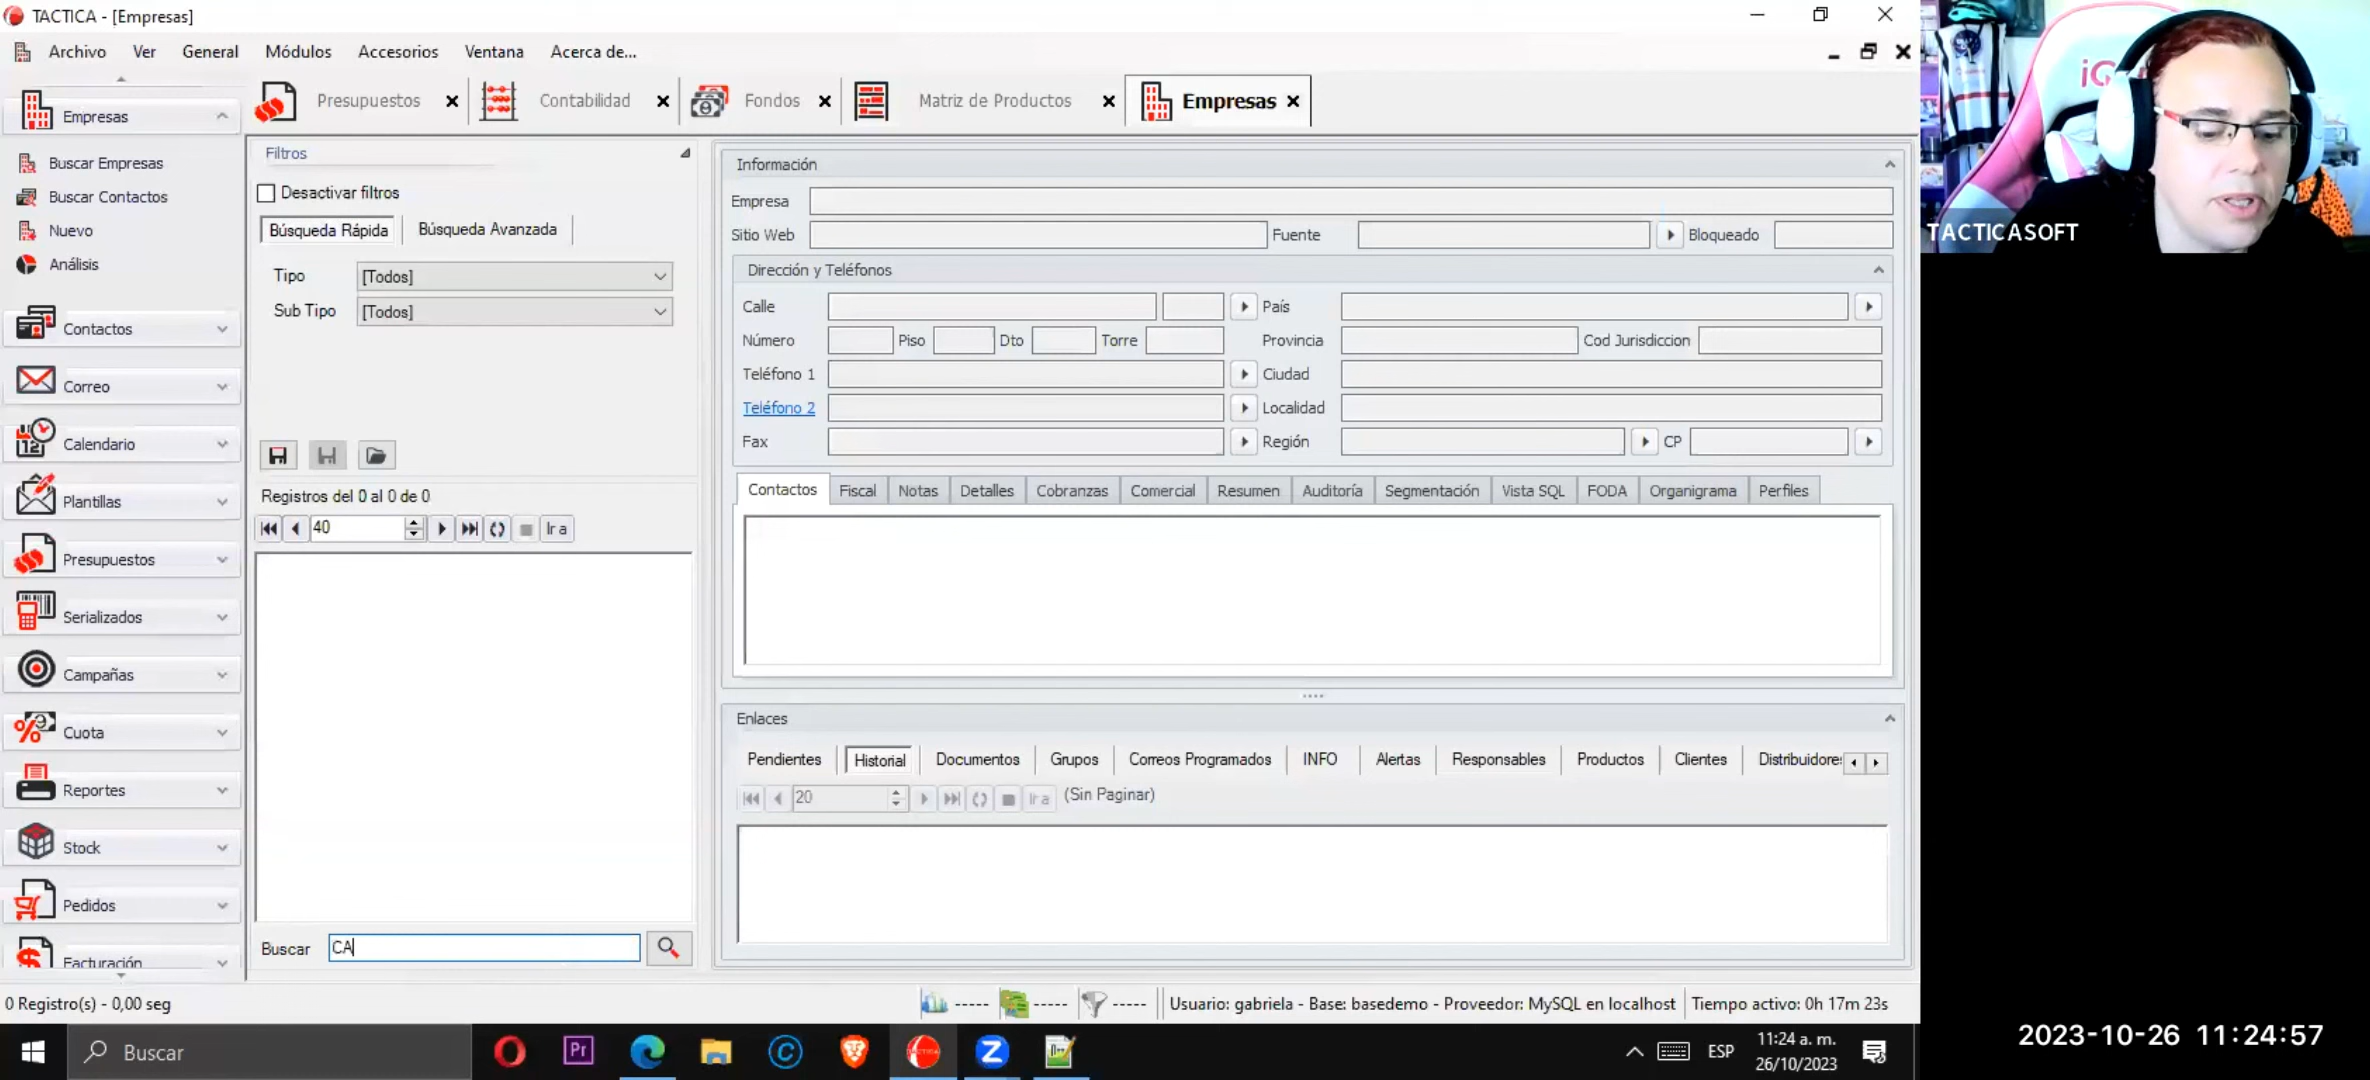 TACTICA - [Empresas]
Archivo Ver General Módulos Accesorios Ventana Acerca de...
Presupuestos Contabilidad Fondos Matriz de Productos Empresas
Empresas
Buscar Empresas
Buscar Contactos
Nuevo
Análisis
Contactos
Correo
Calendario
Plantillas
Presupuestos
Serializados
Campañas
Cuota
Reportes
Stock
Pedidos
Facturación
Filtros
Desactivar filtros
Búsqueda Rápida Búsqueda Avanzada
Tipo [Todos]
Sub Tipo [Todos]
Registros del 0 al 0 de 0
40 Ir a
Buscar CA
Información
Empresa
Sitio Web Fuente Bloqueado
Dirección y Teléfonos
Calle País
Número Piso Dto Torre Provincia Cod Jurisdiccion
Teléfono 1 Ciudad
Teléfono 2 Localidad
Fax Región CP
Contactos Fiscal Notas Detalles Cobranzas Comercial Resumen Auditoría Segmentación Vista SQL FODA Organigrama Perfiles
Enlaces
Pendientes Historial Documentos Grupos Correos Programados INFO Alertas Responsables Productos Clientes Distribuidore
20 Ir a (Sin Paginar)
0 Registro(s) - 0,00 seg ----- ----- ----- Usuario: gabriela - Base: basedemo - Proveedor: MySQL en localhost Tiempo activo: 0h 17m 23s
Buscar
Pr
ESP
11:24 a. m.
26/10/2023
TACTICASOFT
2023-10-26 11:24:57